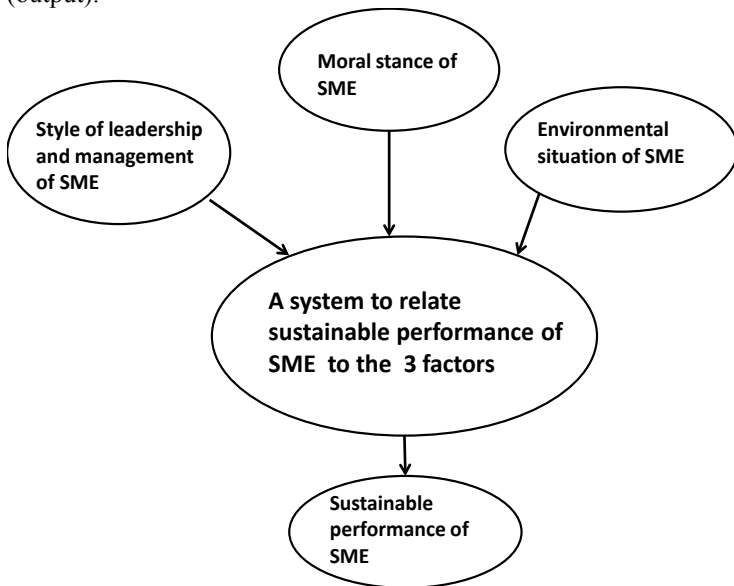 (output).
Moral stance of
SME
Style of leadership
and management
of SME
Environmental
situation of SME
A system to relate
sustainable performance of
SME to the 3 factors
Sustainable
performance of
SME